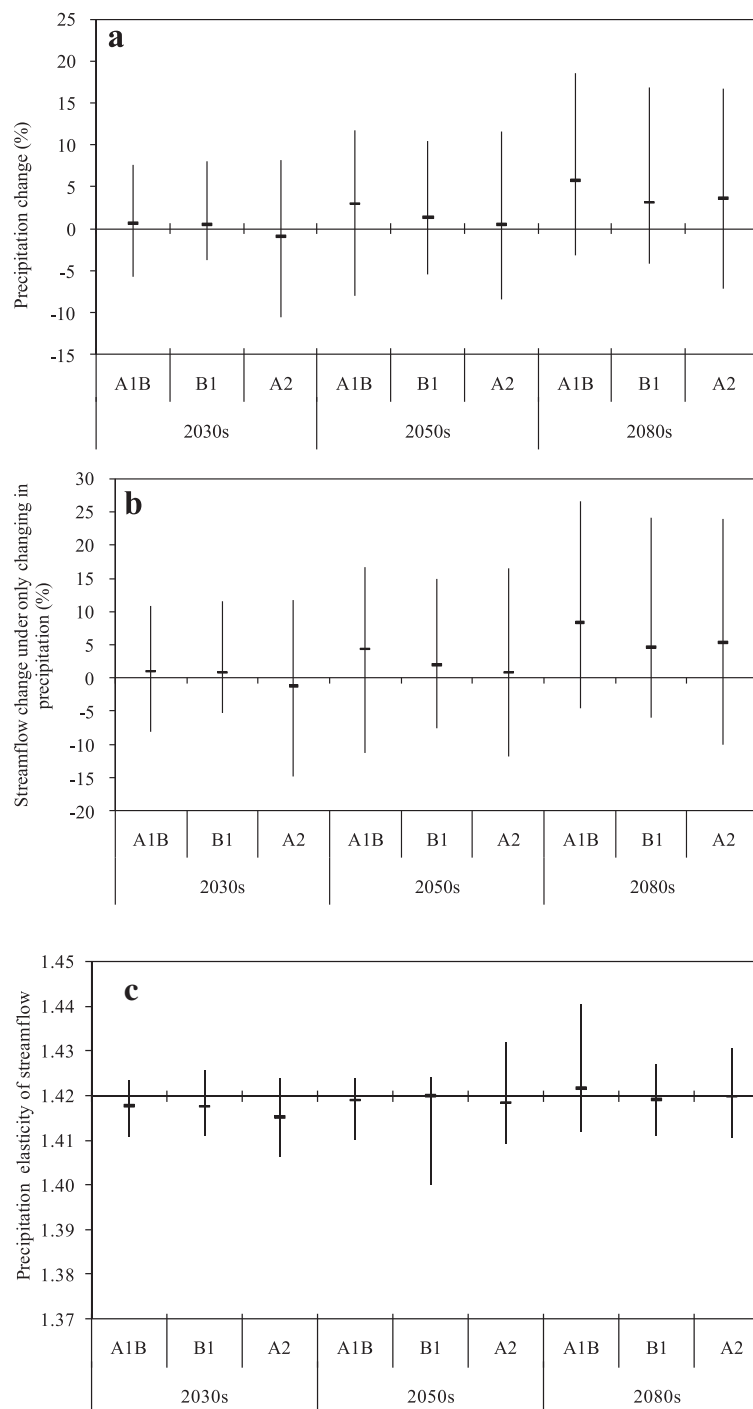 a
Precipitation change (%)
25
20
15
10
5
0
-5
-10
-15
A1B B1 A2 A1B B1 A2 A1B B1 A2
2030s 2050s 2080s
b
Streamflow change under only changing in
precipitation (%)
30
25
20
15
10
5
0
-5
-10
-15
-20
A1B B1 A2 A1B B1 A2 A1B B1 A2
2030s 2050s 2080s
c
Precipitation elasticity of streamflow
1.45
1.44
1.43
1.42
1.41
1.40
1.39
1.38
1.37
A1B B1 A2 A1B B1 A2 A1B B1 A2
2030s 2050s 2080s